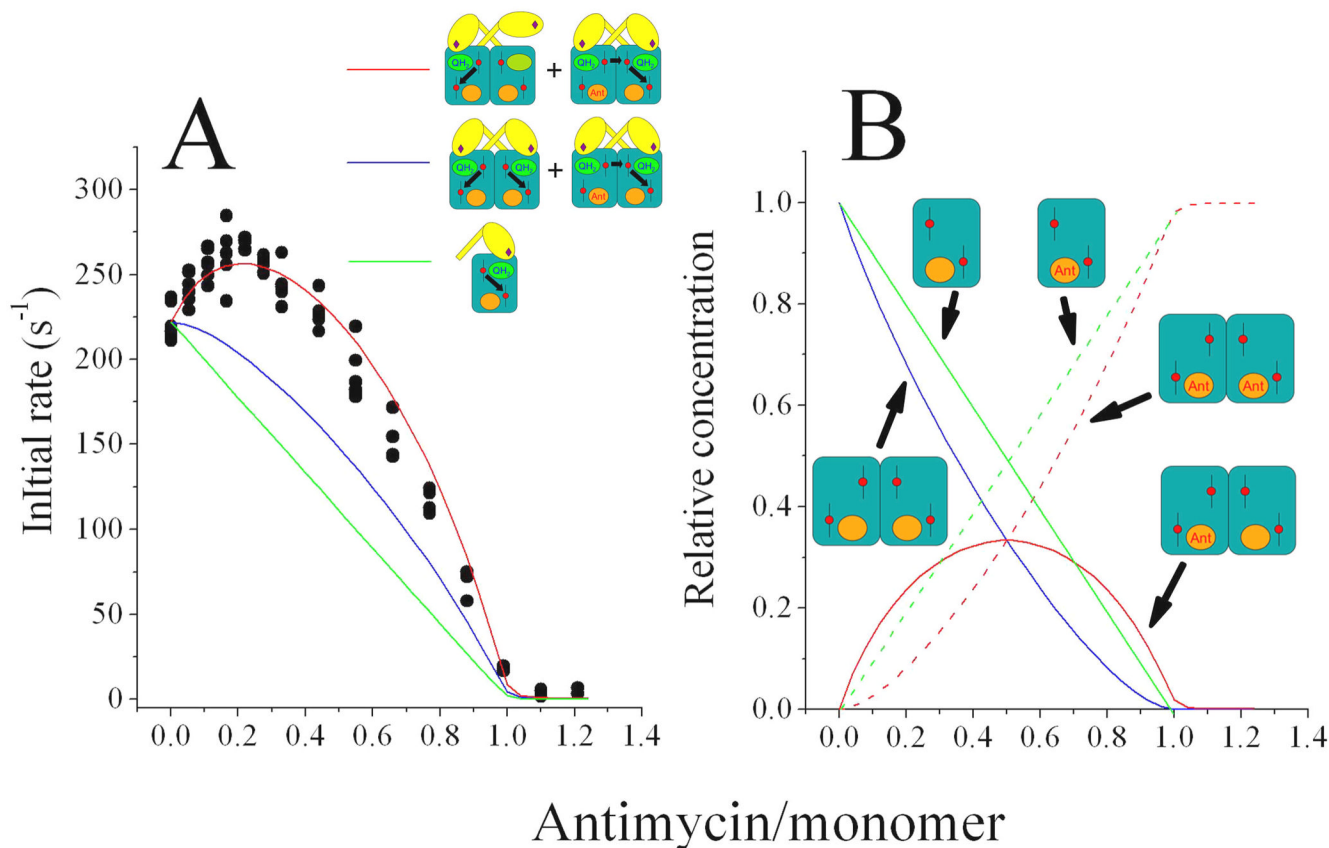 QH₂
+
QH₂
QH₂
Ant
QH₂
QH₂
+
QH₂
QH₂
Ant
QH₂
A
300
250
200
150
100
50
0
InItial rate (s⁻¹)
0.0 0.2 0.4 0.6 0.8 1.0 1.2 1.4
B
1.0
0.8
0.6
0.4
0.2
0.0
Relative concentration
Ant
Ant Ant
Ant
0.0 0.2 0.4 0.6 0.8 1.0 1.2 1.4
Antimycin/monomer